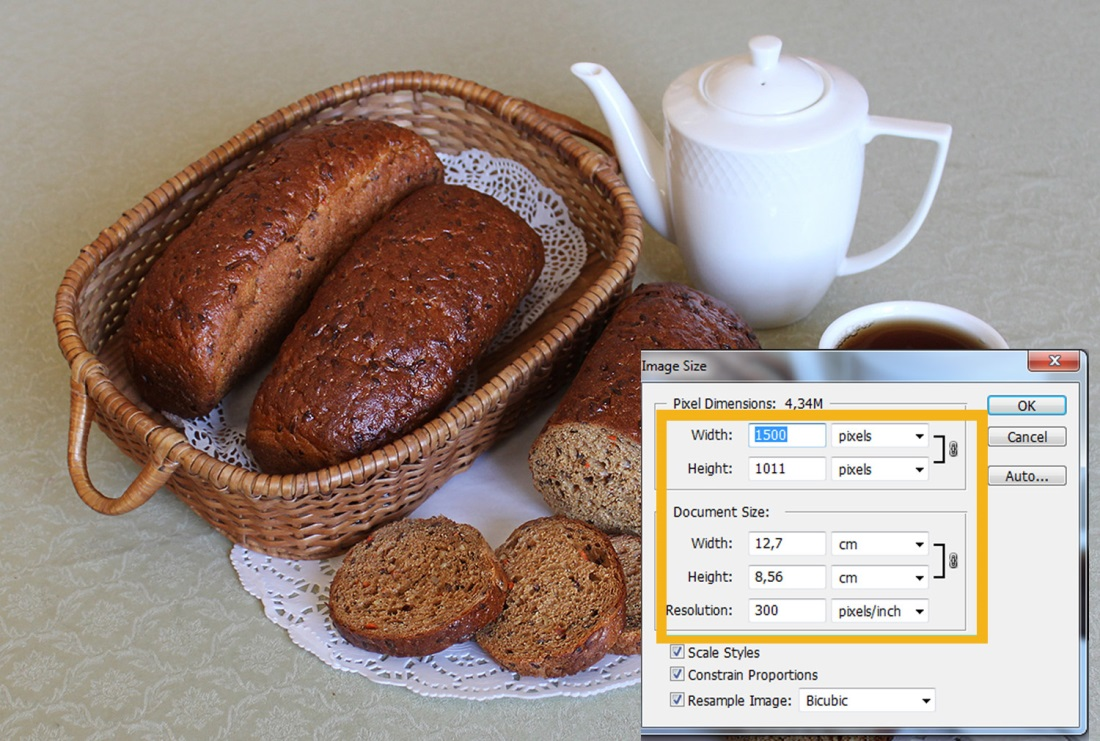 Image Size
OK
Pixel Dimensions: 4,34M
Width: 1500 pixels
Cancel
Height: 1011 pixels
Auto...
Document Size:
Width: 12,7 cm
Height: 8,56 cm
Resolution: 300 pixels/inch
Scale Styles
Constrain Proportions
Resample Image: Bicubic